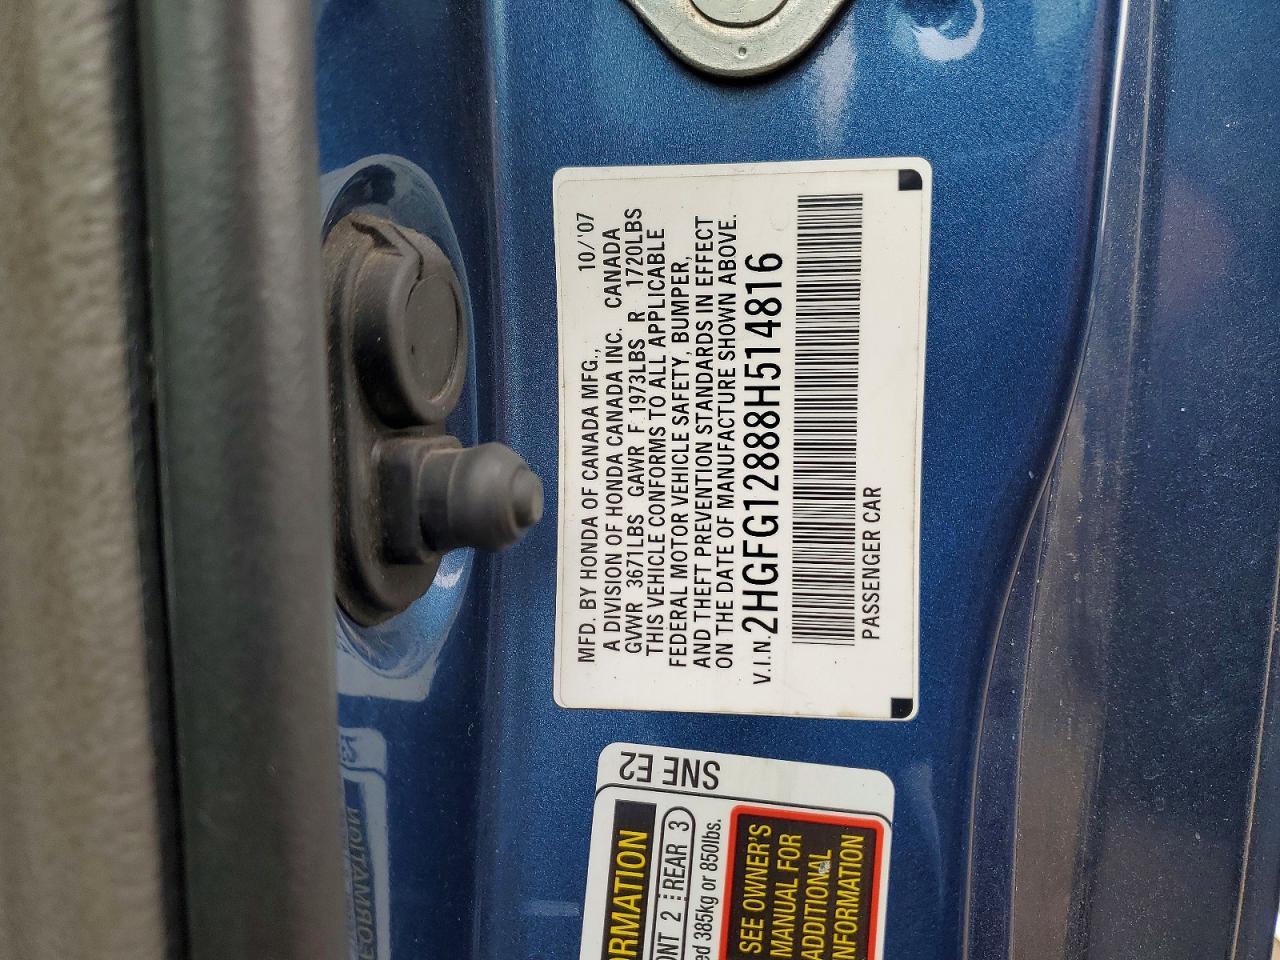 MFD. BY HONDA OF CANADA MFG., 10/'07
A DIVISION OF HONDA CANADA INC. CANADA
GVWR 3671LBS GAWR F 1973LBS R 1720LBS
THIS VEHICLE CONFORMS TO ALL APPLICABLE
FEDERAL MOTOR VEHICLE SAFETY, BUMPER,
AND THEFT PREVENTION STANDARDS IN EFFECT
ON THE DATE OF MANUFACTURE SHOWN ABOVE.
V.I.N. 2HGFG12888H514816
PASSENGER CAR
SNE E2
ORMATION
ONT 2 REAR 3
ed 385kg or 850lbs.
SEE OWNER'S
MANUAL FOR
ADDITIONAL
NFORMATION